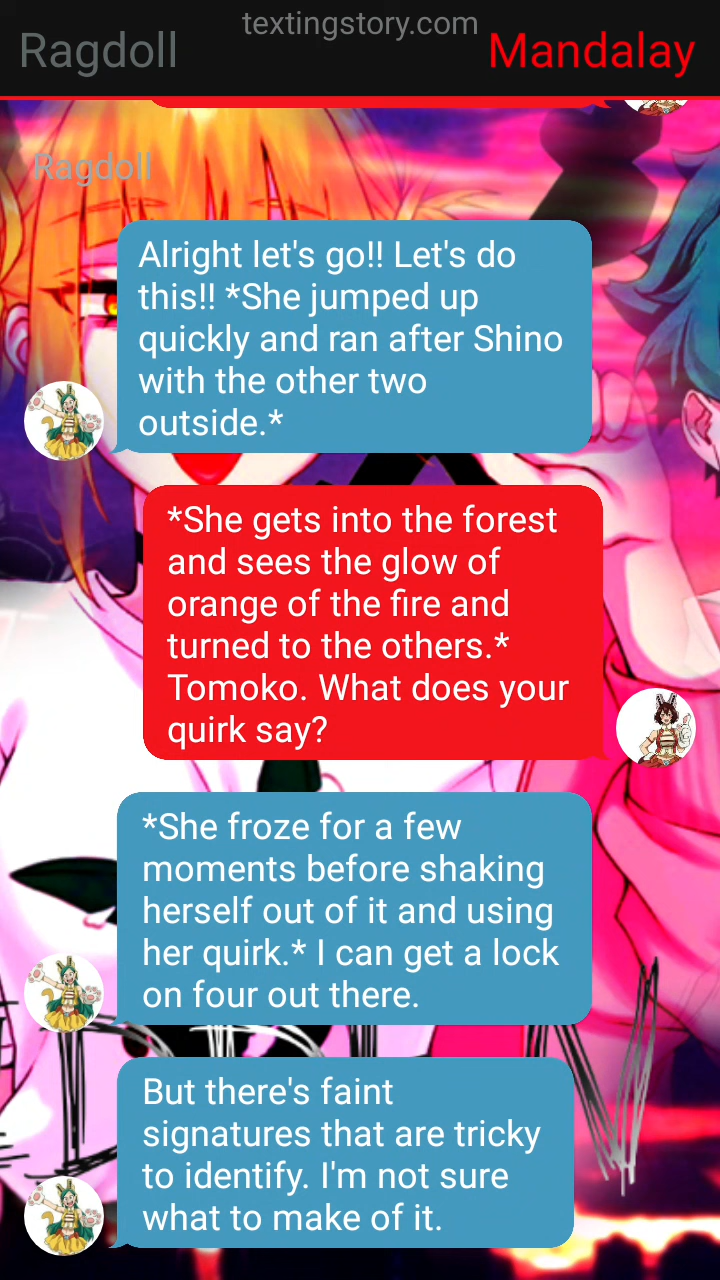 textingstory.com
Ragdoll
Mandalay
Ragdoll
Alright let's go!! Let's do
this!! *She jumped up
quickly and ran after Shino
with the other two
outside.*
*She gets into the forest
and sees the glow of
orange of the fire and
turned to the others.*
Tomoko. What does your
quirk say?
*She froze for a few
moments before shaking
herself out of it and using
her quirk.* I can get a lock
on four out there.
But there's faint
signatures that are tricky
to identify. I'm not sure
what to make of it.